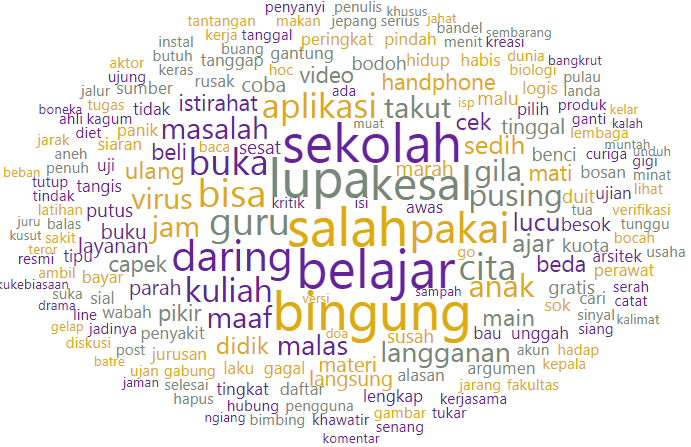 penyanyi penulis khusus
tantangan makan jepang serius jahat
kerja tanggal bandel sembarang
instal buang gantung peringkat pindah menit kreasi
aktor butuh tanggap bodoh hidup habis dunia
ujung keras hoc video biologi bangkrut
jalur sumber rusak coba handphone logis pulau
boneka tugas istirahat ada aplikasi takut isp malu landa
ahli kagum tidak muat cek pilih produk kelar
diet panik masalah sekolah tinggal ganti kalah
jarak siaran baca sesat sedih lembaga muntah
aneh beli buka benci curiga unduh
beban penuh uji ulang lupa kesal marah gila mati bosan gigi minat
tutup tangis virus bisa pusing duit ujian lihat
tindak latihan putus kritik isi awas tua verifikasi
juru balas buku jam guru salah pakai lucu besok tunggu
kusut sakit layanan go ajar kuota bocah
teror tipu daring belajar cita arsitek usaha
resmi ambil bayar capek beda perawat
kukebiasaan suka sial parah kuliah sampah anak gratis serah
drama line wabah versi sok cari catat
gelap jadinya pikir maaf bingung main sinyal kalimat
diskusi penyakit doa susah bau unggah siang
batre post jurusan didik malas langganan akun hadap
jaman ujan gabung laku gagal materi alasan argumen kepala
selesai tingkat daftar langsung jarang fakultas
hapus hubung pengguna lengkap kerjasama
ngiang bimbing khawatir gambar tukar
senang
komentar